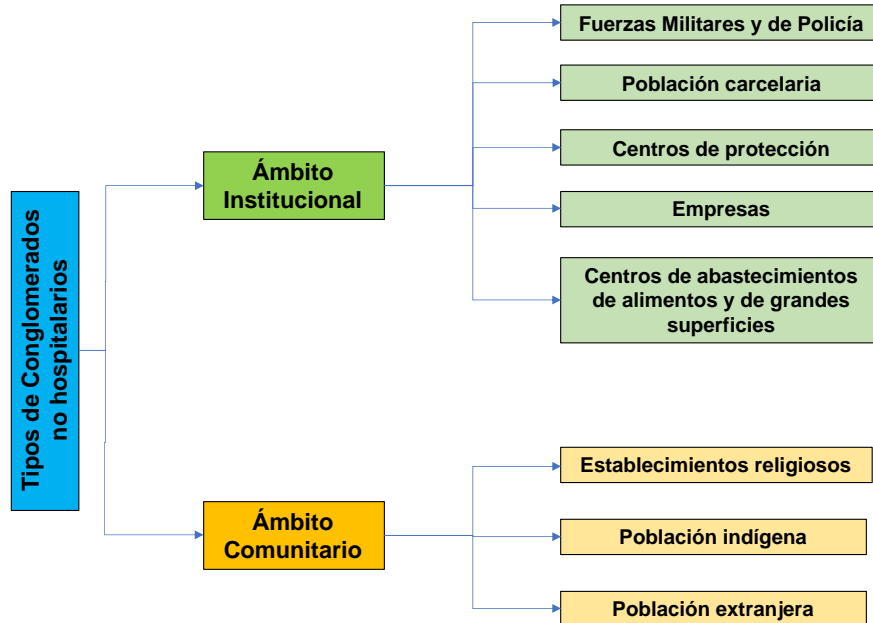 Tipos de Conglomerados
no hospitalarios
Ámbito
Institucional
Fuerzas Militares y de Policía
Población carcelaria
Centros de protección
Empresas
Centros de abastecimientos
de alimentos y de grandes
superficies
Ámbito
Comunitario
Establecimientos religiosos
Población indígena
Población extranjera